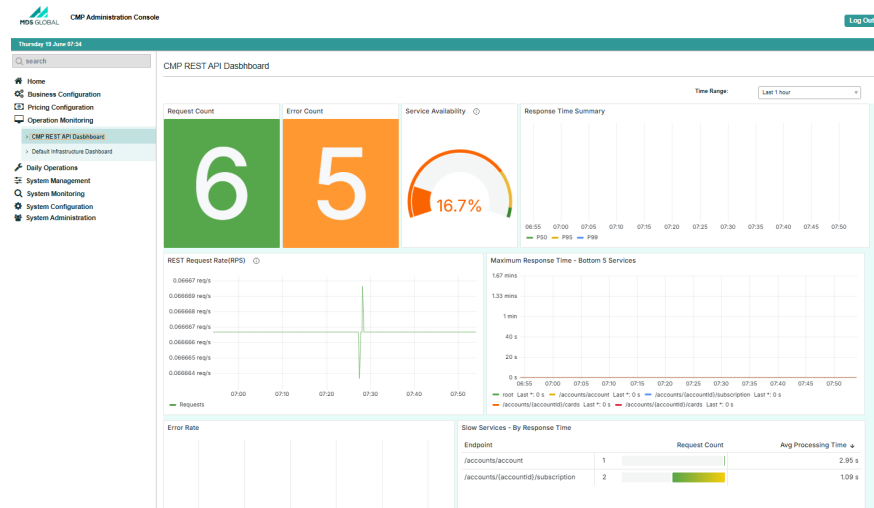 MDS GLOBAL
CMP Administration Console
Log Out
Thursday 19 June 07:54
search
Home
Business Configuration
Pricing Configuration
Operation Monitoring
> CMP REST API Dasbhboard
> Default Infrastructure Dashboard
Daily Operations
System Management
System Monitoring
System Configuration
System Administration
CMP REST API Dasbhboard
Time Range:
Last 1 hour
Request Count
6
Error Count
5
Service Availability
16.7%
Response Time Summary
06:55 07:00 07:05 07:10 07:15 07:20 07:25 07:30 07:35 07:40 07:45 07:50
P50 P95 P99
REST Request Rate(RPS)
0.06667 req/s
0.066669 req/s
0.066668 req/s
0.066667 req/s
0.066666 req/s
0.066665 req/s
0.066664 req/s
07:00 07:10 07:20 07:30 07:40 07:50
Requests
Maximum Response Time - Bottom 5 Services
1.67 mins
1.33 mins
1 min
40 s
20 s
0 s
06:55 07:00 07:05 07:10 07:15 07:20 07:25 07:30 07:35 07:40 07:45 07:50
root Last *: 0 s /accounts/account Last *: 0 s /accounts/{accountId}/subscription Last *: 0 s
/accounts/{accountId}/cards Last *: 0 s /accounts/{accountId}/cards Last *: 0 s
Error Rate
Slow Services - By Response Time
Endpoint Request Count Avg Processing Time ↓
/accounts/account 1 2.95 s
/accounts/{accountId}/subscription 2 1.09 s